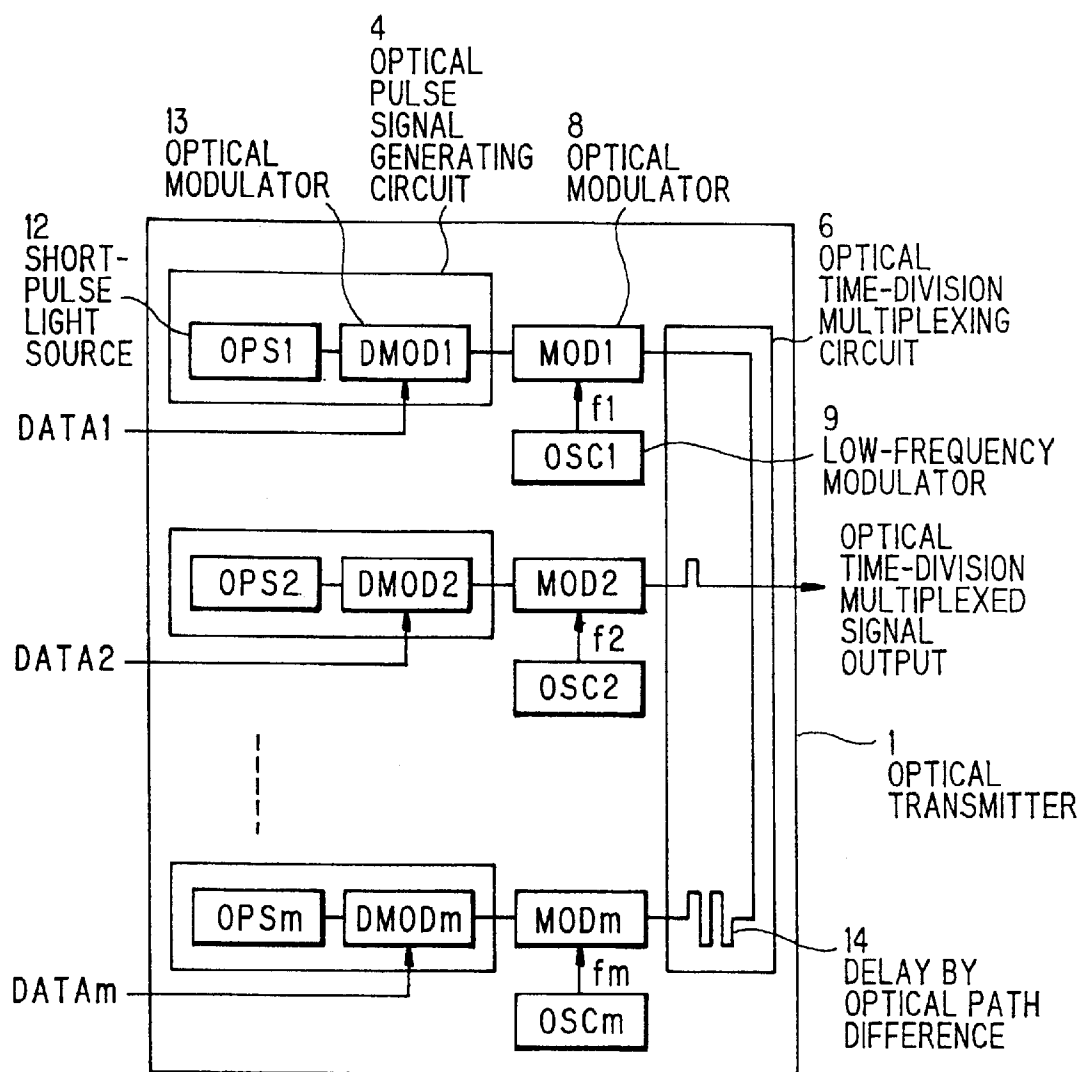 4
OPTICAL
PULSE
SIGNAL
GENERATING
CIRCUIT
13
OPTICAL
MODULATOR
8
OPTICAL
MODULATOR
12
SHORT-
PULSE
LIGHT
SOURCE
6
OPTICAL
TIME-DIVISION
MULTIPLEXING
CIRCUIT
OPS1
DMOD1
MOD1
DATA1
f1
OSC1
9
LOW-FREQUENCY
MODULATOR
OPS2
DMOD2
MOD2
OPTICAL
TIME-DIVISION
MULTIPLEXED
SIGNAL
OUTPUT
DATA2
f2
OSC2
1
OPTICAL
TRANSMITTER
OPSm
DMODm
MODm
14
DELAY BY
OPTICAL PATH
DIFFERENCE
DATAm
fm
OSCm